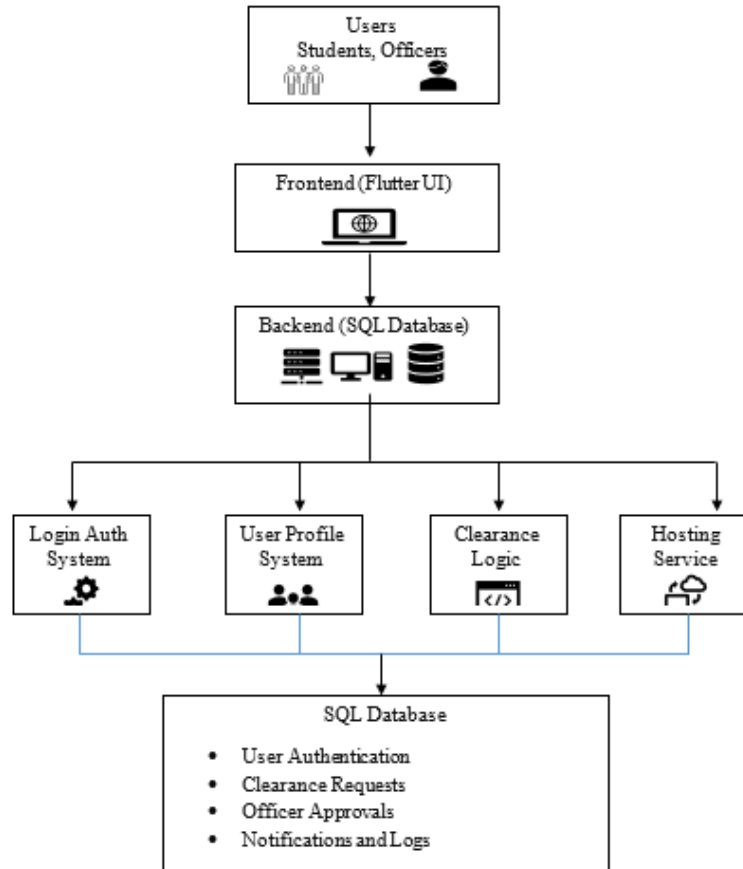 Users
Students, Officers
Frontend (Flutter UI)
Backend (SQL Database)
Login Auth
System
User Profile
System
Clearance
Logic
</>
Hosting
Service
SQL Database
• User Authentication
• Clearance Requests
• Officer Approvals
• Notifications and Logs